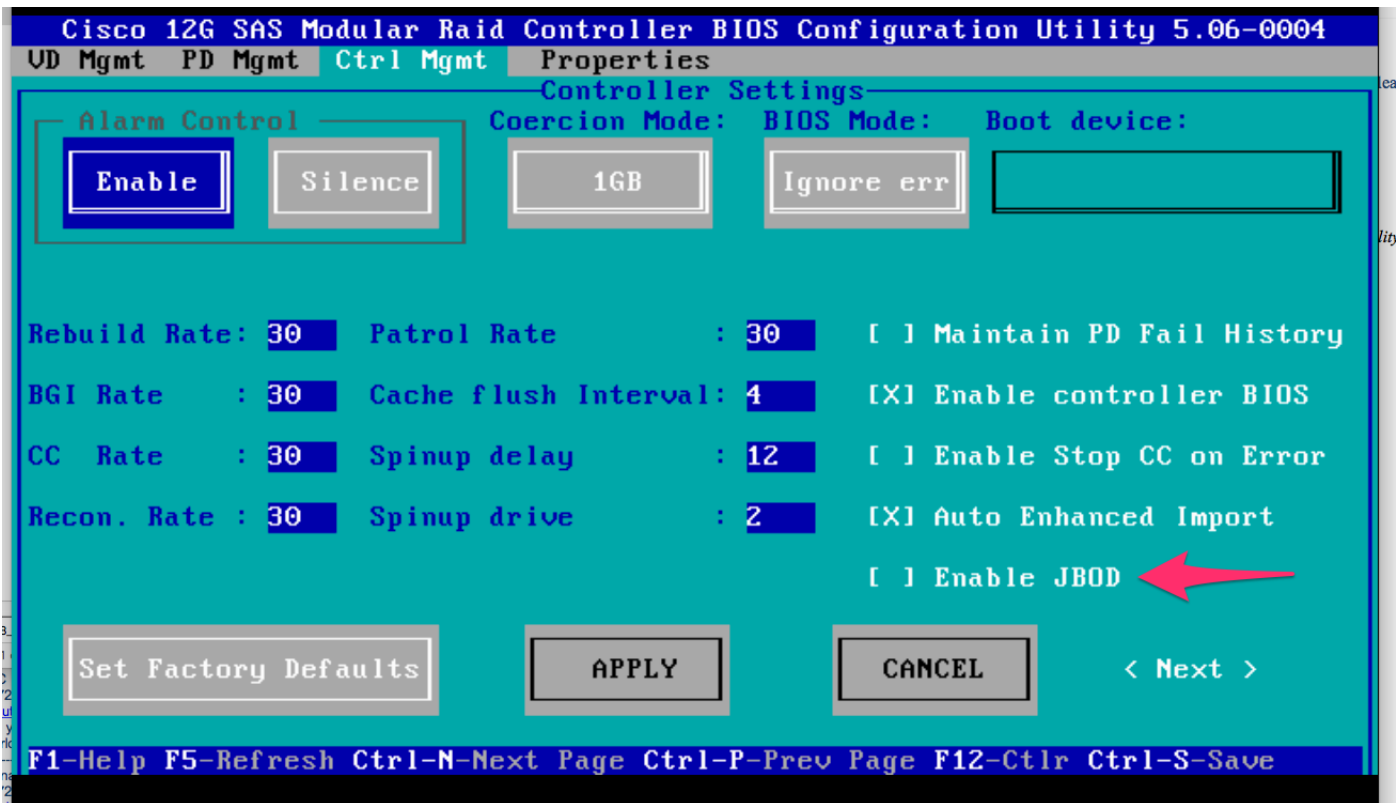 Cisco 12G SAS Modular Raid Controller BIOS Configuration Utility 5.06-0004
VD Mgmt PD Mgmt Ctrl Mgmt Properties
Controller Settings
Alarm Control Coercion Mode: BIOS Mode: Boot device:
Enable Silence 1GB Ignore err
Rebuild Rate: 30 Patrol Rate : 30 [ ] Maintain PD Fail History
BGI Rate : 30 Cache flush Interval: 4 [X] Enable controller BIOS
CC Rate : 30 Spinup delay : 12 [ ] Enable Stop CC on Error
Recon. Rate : 30 Spinup drive : 2 [X] Auto Enhanced Import
[ ] Enable JBOD
Set Factory Defaults APPLY CANCEL < Next >
F1-Help F5-Refresh Ctrl-N-Next Page Ctrl-P-Prev Page F12-Ctlr Ctrl-S-Save